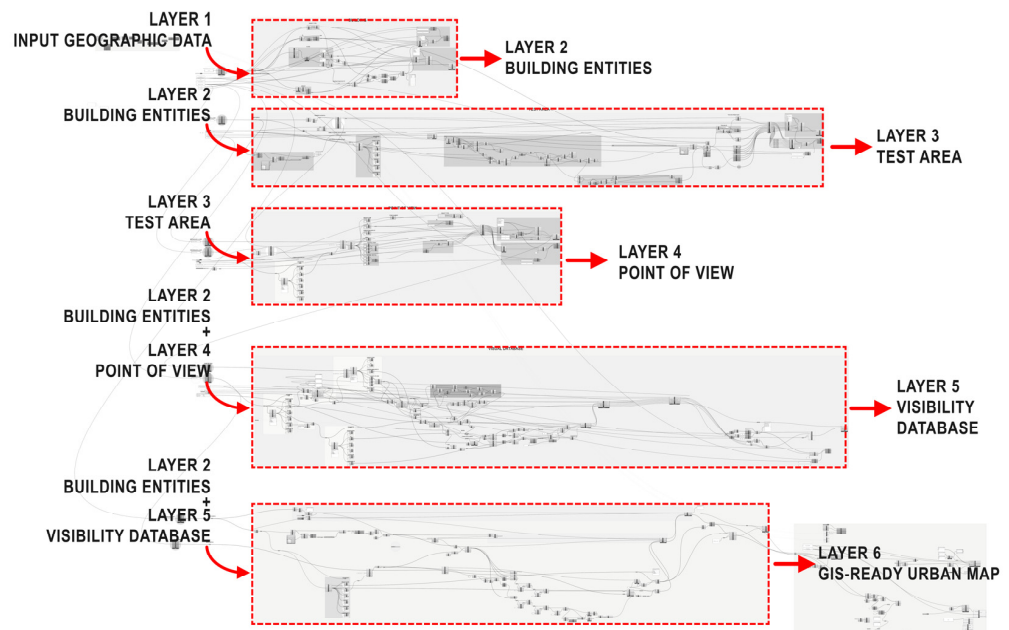 LAYER 1
INPUT GEOGRAPHIC DATA
LAYER 2
BUILDING ENTITIES
LAYER 2
BUILDING ENTITIES
LAYER 3
TEST AREA
LAYER 3
TEST AREA
LAYER 4
POINT OF VIEW
LAYER 2
BUILDING ENTITIES
+
LAYER 4
POINT OF VIEW
VISUAL DATABASE
LAYER 5
VISIBILITY
DATABASE
LAYER 2
BUILDING ENTITIES
+
LAYER 5
VISIBILITY DATABASE
LAYER 6
GIS-READY URBAN MAP